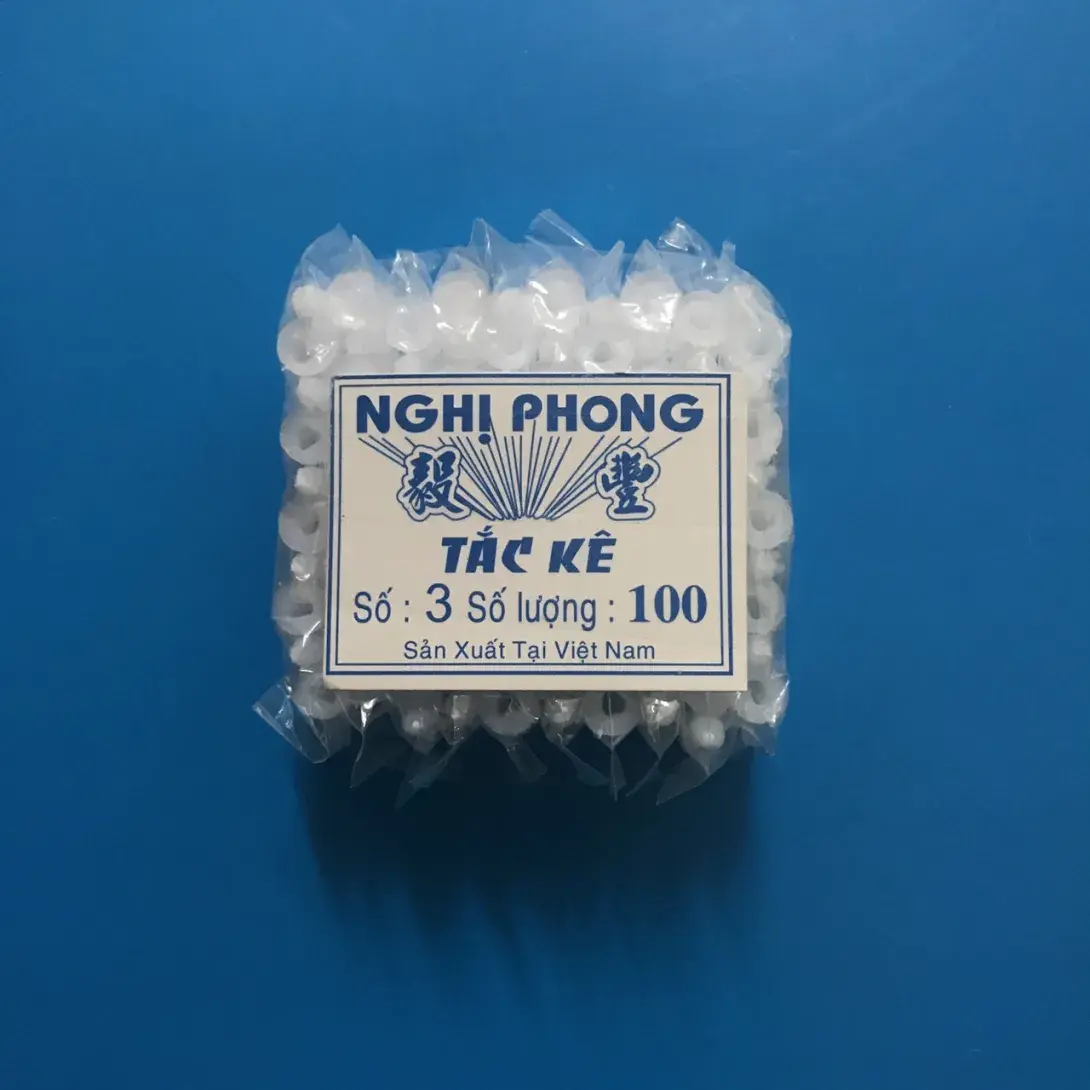 NGHỊ PHONG
毅 豐
TẮC KÊ
Số : 3 Số lượng : 100
Sản Xuất Tại Việt Nam